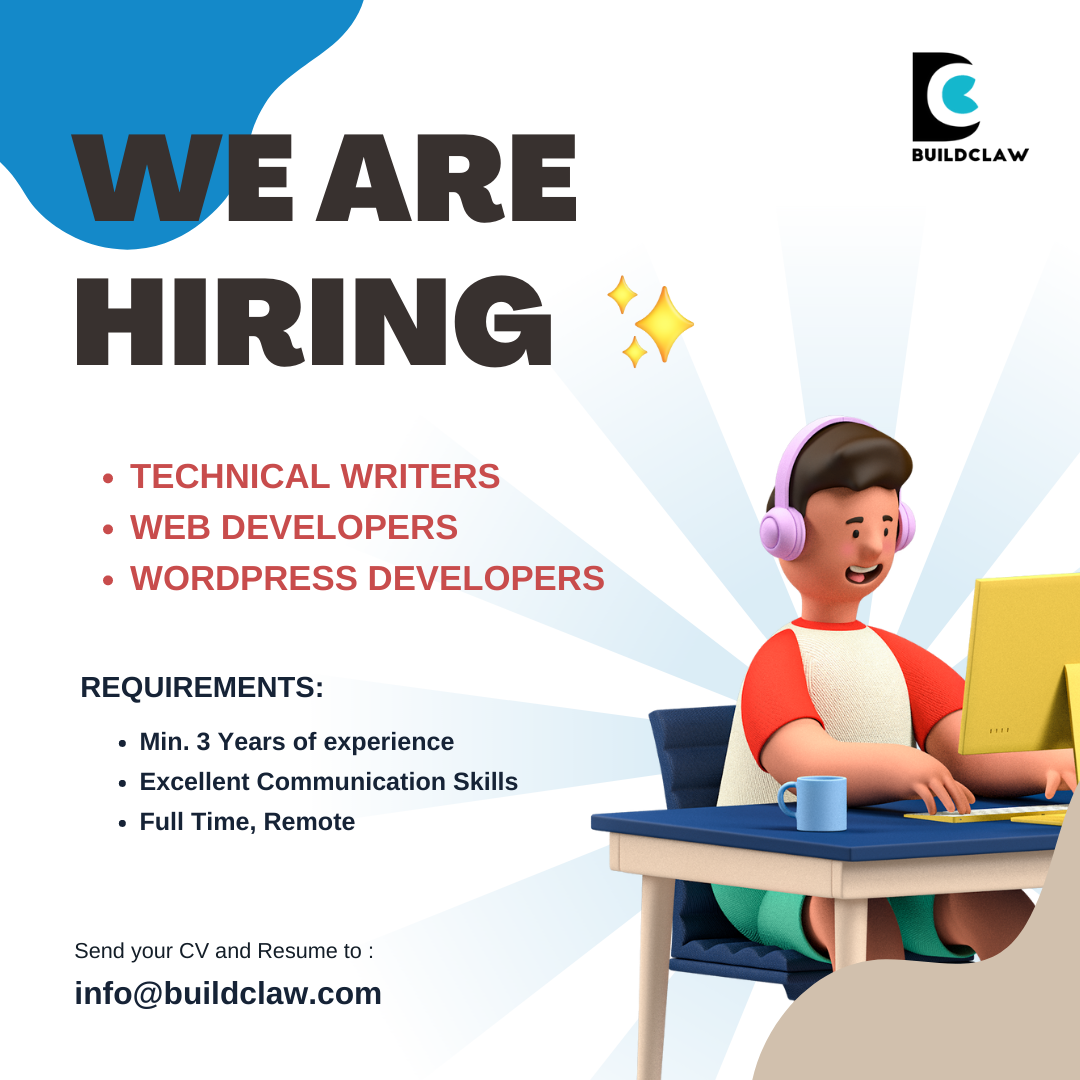 BUILDCLAW
WE ARE
HIRING
• TECHNICAL WRITERS
• WEB DEVELOPERS
• WORDPRESS DEVELOPERS
REQUIREMENTS:
• Min. 3 Years of experience
• Excellent Communication Skills
• Full Time, Remote
Send your CV and Resume to :
info@buildclaw.com